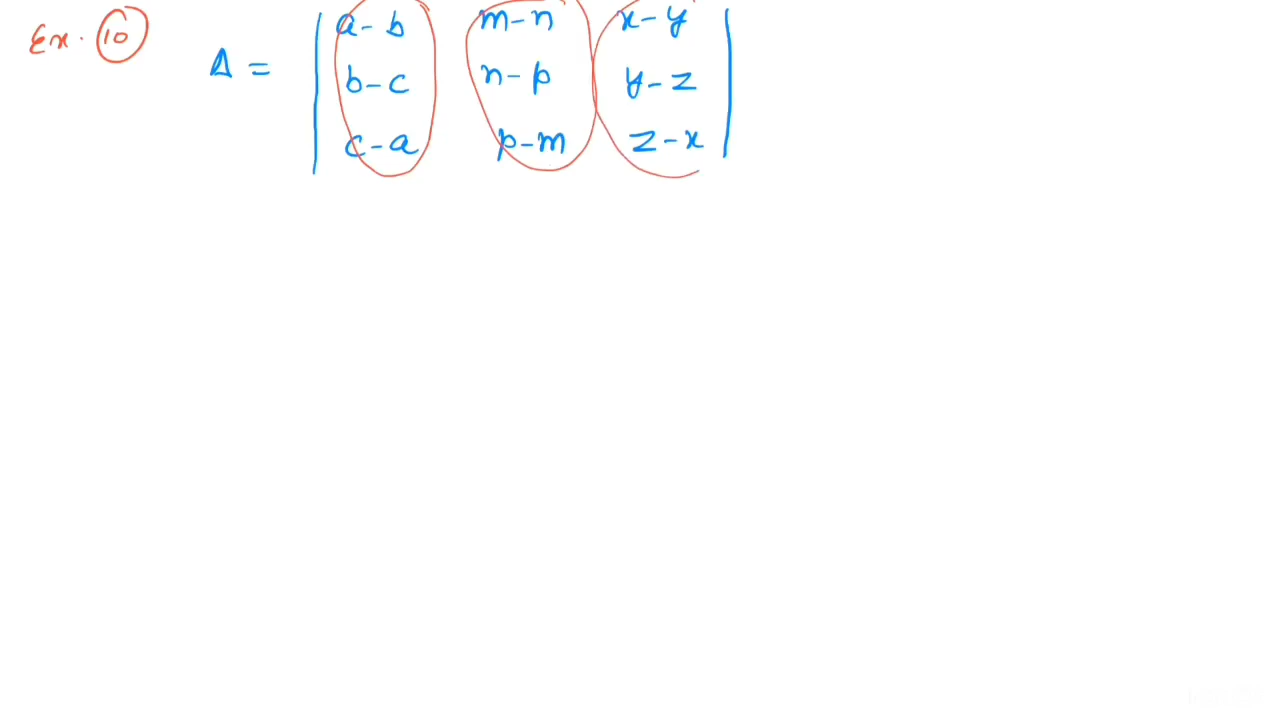 Ex. 10
Δ = | a-b m-n x-y |
| b-c n-p y-z |
| c-a p-m z-x |